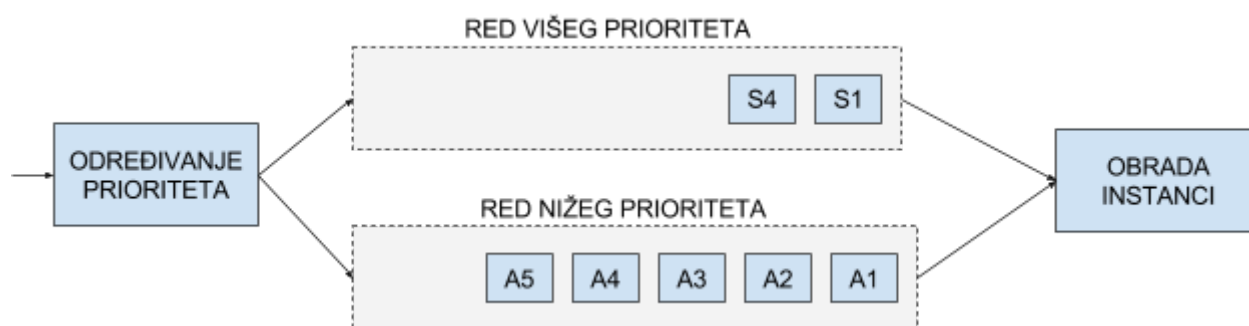 RED VIŠEG PRIORITETA
S4
S1
ODREĐIVANJE
PRIORITETA
OBRADA
INSTANCI
RED NIŽEG PRIORITETA
A5
A4
A3
A2
A1